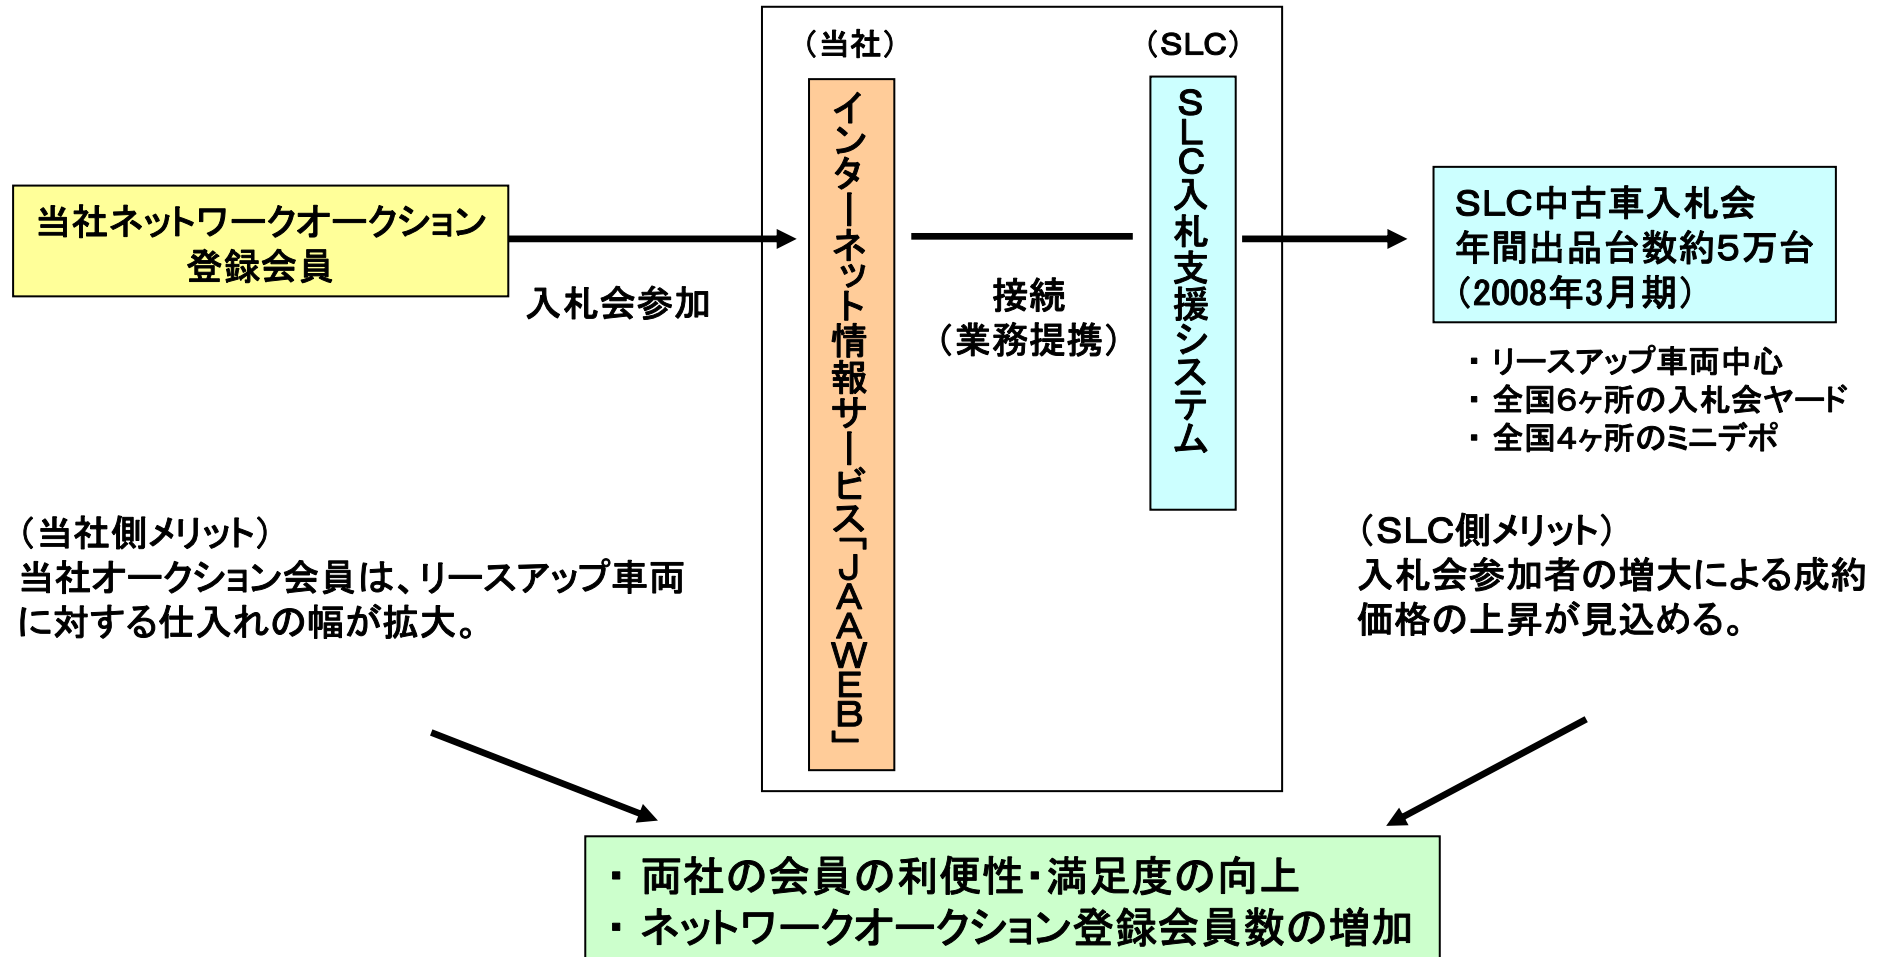 （当社）
（ＳＬＣ）
インターネット情報サービス「ＪＡＡＷＥＢ」
ＳＬＣ入札支援システム
当社ネットワークオークション
登録会員
入札会参加
接続
（業務提携）
ＳＬＣ中古車入札会
年間出品台数約５万台
（2008年3月期）
・ リースアップ車両中心
・ 全国６ヶ所の入札会ヤード
・ 全国４ヶ所のミニデポ
（当社側メリット）
当社オークション会員は、リースアップ車両
に対する仕入れの幅が拡大。
（ＳＬＣ側メリット）
入札会参加者の増大による成約
価格の上昇が見込める。
・ 両社の会員の利便性・満足度の向上
・ ネットワークオークション登録会員数の増加